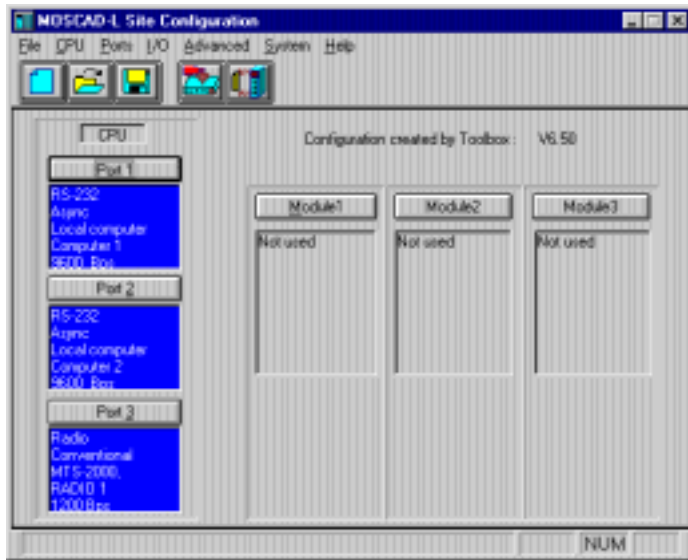 MOSCAD-L Site Configuration
File CPU Ports I/O Advanced System Help
CPU
Configuration created by Toolbox : V6.50
Port 1
RS-232
Async
Local computer
Computer 1
9600 Bps
Module1 Module2 Module3
Not used Not used Not used
Port 2
RS-232
Async
Local computer
Computer 2
9600 Bps
Port 3
Radio
Conventional
MTS-2000,
RADIO 1
1200 Bps
NUM